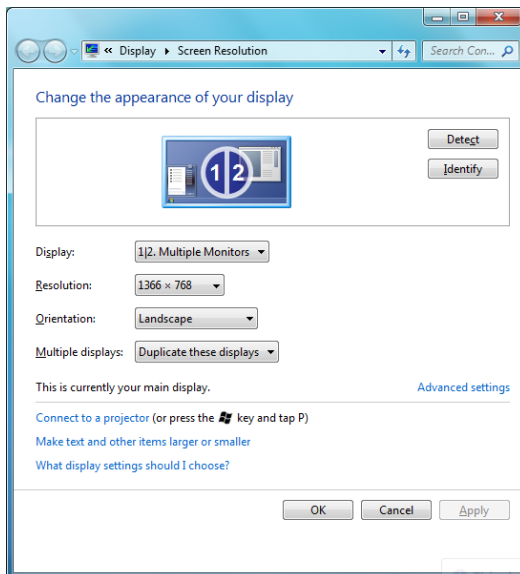 « Display ▸ Screen Resolution
Search Con...
Change the appearance of your display
1 2
Detect
Identify
Display: 1|2. Multiple Monitors
Resolution: 1366 × 768
Orientation: Landscape
Multiple displays: Duplicate these displays
This is currently your main display. Advanced settings
Connect to a projector (or press the key and tap P)
Make text and other items larger or smaller
What display settings should I choose?
OK Cancel Apply